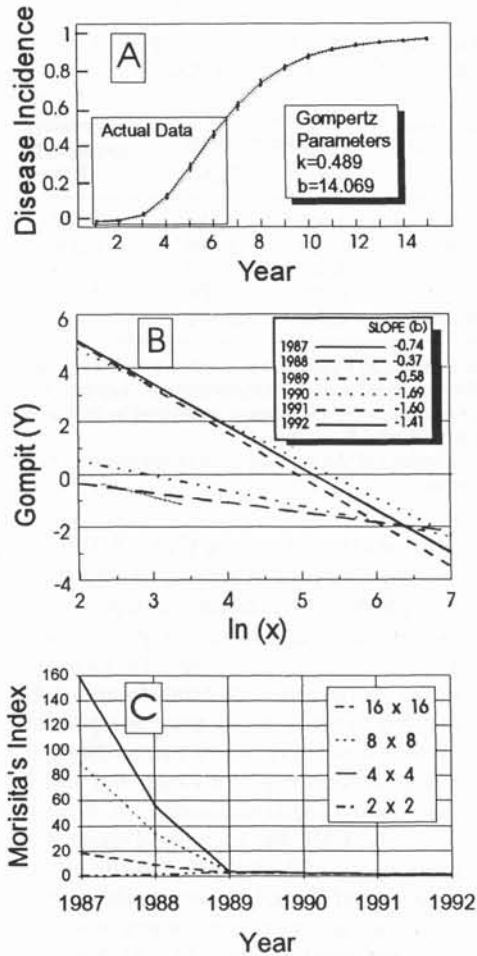 A
Disease Incidence
1
0.8
0.6
0.4
0.2
0
Actual Data
Gompertz
Parameters
k=0.489
b=14.069
2 4 6 8 10 12 14
Year
B
Gompit (Y)
6
4
2
0
-2
-4
SLOPE (b)
1987 -0.74
1988 -0.37
1989 -0.58
1990 -1.69
1991 -1.60
1992 -1.41
2 3 4 5 6 7
ln (x)
C
Morisita's Index
160
140
120
100
80
60
40
20
0
16 x 16
8 x 8
4 x 4
2 x 2
1987 1988 1989 1990 1991 1992
Year